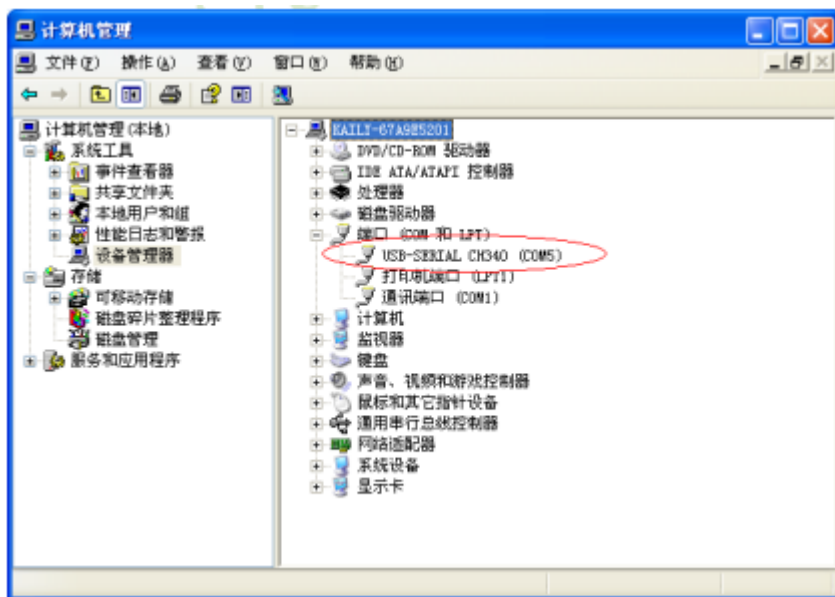 计算机管理
文件(F) 操作(A) 查看(V) 窗口(W) 帮助(H)
计算机管理(本地)
系统工具
事件查看器
共享文件夹
本地用户和组
性能日志和警报
设备管理器
存储
可移动存储
磁盘碎片整理程序
磁盘管理
服务和应用程序
KAILY-67A9E5201
DVD/CD-ROM 驱动器
IDE ATA/ATAPI 控制器
处理器
磁盘驱动器
端口 (COM 和 LPT)
USB-SERIAL CH340 (COM5)
打印机端口 (LPT1)
通讯端口 (COM1)
计算机
监视器
键盘
声音、视频和游戏控制器
鼠标和其它指针设备
通用串行总线控制器
网络适配器
系统设备
显示卡